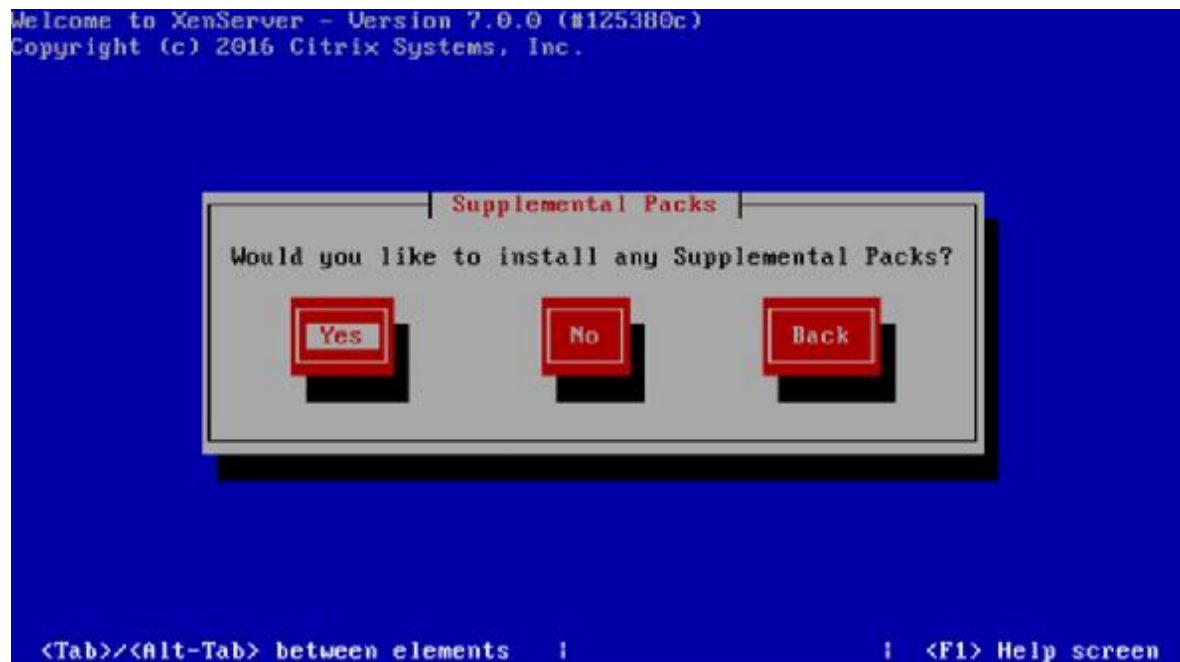 Welcome to XenServer - Version 7.0.0 (#125380c)
Copyright (c) 2016 Citrix Systems, Inc.
Supplemental Packs
Would you like to install any Supplemental Packs?
Yes No Back
<Tab>/<Alt-Tab> between elements | | <F1> Help screen